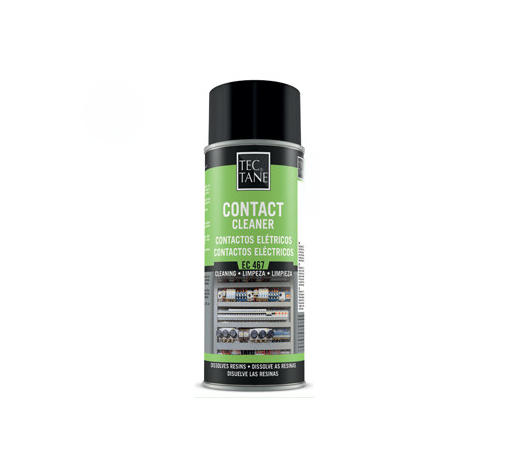 TEC
TANE
CONTACT
CLEANER
CONTACTOS ELÉTRICOS
CONTACTOS ELÉCTRICOS
EC 467
CLEANING • LIMPEZA • LIMPIEZA
DISSOLVES RESINS • DISSOLVE AS RESINAS
DISUELVE LAS RESINAS